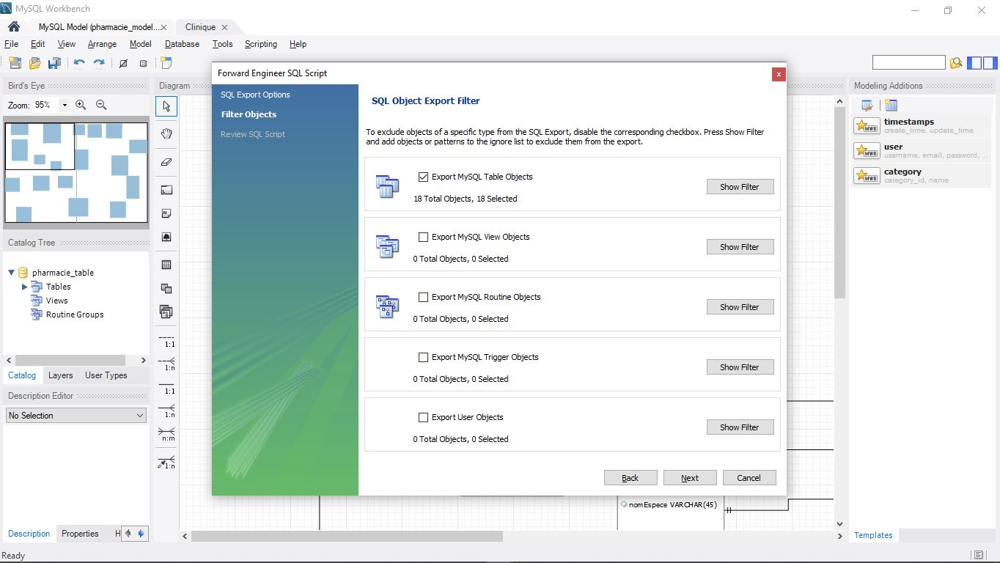 MySQL Workbench
MySQL Model (pharmacie_model...
Clinique
File Edit View Arrange Model Database Tools Scripting Help
Bird's Eye
Zoom: 95%
Catalog Tree
pharmacie_table
Tables
Views
Routine Groups
Catalog Layers User Types
Description Editor
No Selection
Description Properties H
Ready
Diagram
1:1
1:n
1:1
1:n
n:m
1:n
Forward Engineer SQL Script
x
SQL Export Options
Filter Objects
Review SQL Script
SQL Object Export Filter
To exclude objects of a specific type from the SQL Export, disable the corresponding checkbox. Press Show Filter
and add objects or patterns to the ignore list to exclude them from the export.
Export MySQL Table Objects
18 Total Objects, 18 Selected
Show Filter
Export MySQL View Objects
0 Total Objects, 0 Selected
Show Filter
Export MySQL Routine Objects
0 Total Objects, 0 Selected
Show Filter
Export MySQL Trigger Objects
0 Total Objects, 0 Selected
Show Filter
Export User Objects
0 Total Objects, 0 Selected
Show Filter
Back Next Cancel
nomEspece VARCHAR(45)
Modeling Additions
MWB
timestamps
create_time, update_time
MWB
user
username, email, password, ...
MWB
category
category_id, name
Templates